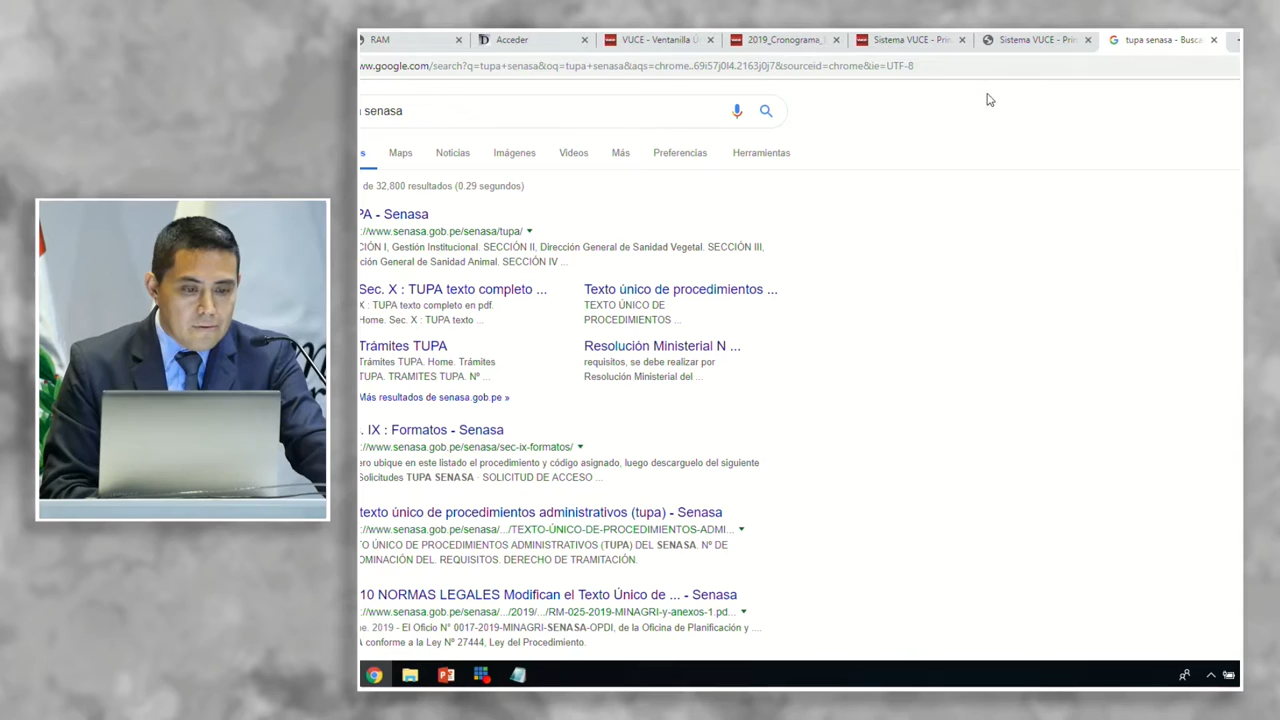 RAM
Acceder
VUCE - Ventanilla U
2019_Cronograma_
Sistema VUCE - Prin
Sistema VUCE - Prin
tupa senasa - Busca
ww.google.com/search?q=tupa+senasa&oq=tupa+senasa&aqs=chrome..69i57j0l4.2163j0j7&sourceid=chrome&ie=UTF-8
senasa
s Maps Noticias Imágenes Videos Más Preferencias Herramientas
de 32,800 resultados (0.29 segundos)
PA - Senasa
://www.senasa.gob.pe/senasa/tupa/
CIÓN I, Gestión Institucional. SECCIÓN II, Dirección General de Sanidad Vegetal. SECCIÓN III,
ción General de Sanidad Animal. SECCIÓN IV ...
Sec. X : TUPA texto completo ...
X : TUPA texto completo en pdf.
Home. Sec. X : TUPA texto ...
Texto único de procedimientos ...
TEXTO ÚNICO DE
PROCEDIMIENTOS ...
Trámites TUPA
Trámites TUPA. Home. Trámites
TUPA. TRAMITES TUPA. Nº ...
Resolución Ministerial N ...
requisitos, se debe realizar por
Resolución Ministerial del ...
Más resultados de senasa.gob.pe »
. IX : Formatos - Senasa
://www.senasa.gob.pe/senasa/sec-ix-formatos/
ero ubique en este listado el procedimiento y código asignado, luego descarguelo del siguiente
Solicitudes TUPA SENASA · SOLICITUD DE ACCESO ...
texto único de procedimientos administrativos (tupa) - Senasa
://www.senasa.gob.pe/senasa/.../TEXTO-ÚNICO-DE-PROCEDIMIENTOS-ADMI...
O ÚNICO DE PROCEDIMIENTOS ADMINISTRATIVOS (TUPA) DEL SENASA. Nº DE
OMINACIÓN DEL. REQUISITOS. DERECHO DE TRAMITACIÓN.
10 NORMAS LEGALES Modifican el Texto Único de ... - Senasa
://www.senasa.gob.pe/senasa/.../2019/.../RM-025-2019-MINAGRI-y-anexos-1.pd...
e. 2019 - El Oficio N° 0017-2019-MINAGRI-SENASA-OPDI, de la Oficina de Planificación y ....
A conforme a la Ley Nº 27444, Ley del Procedimiento.